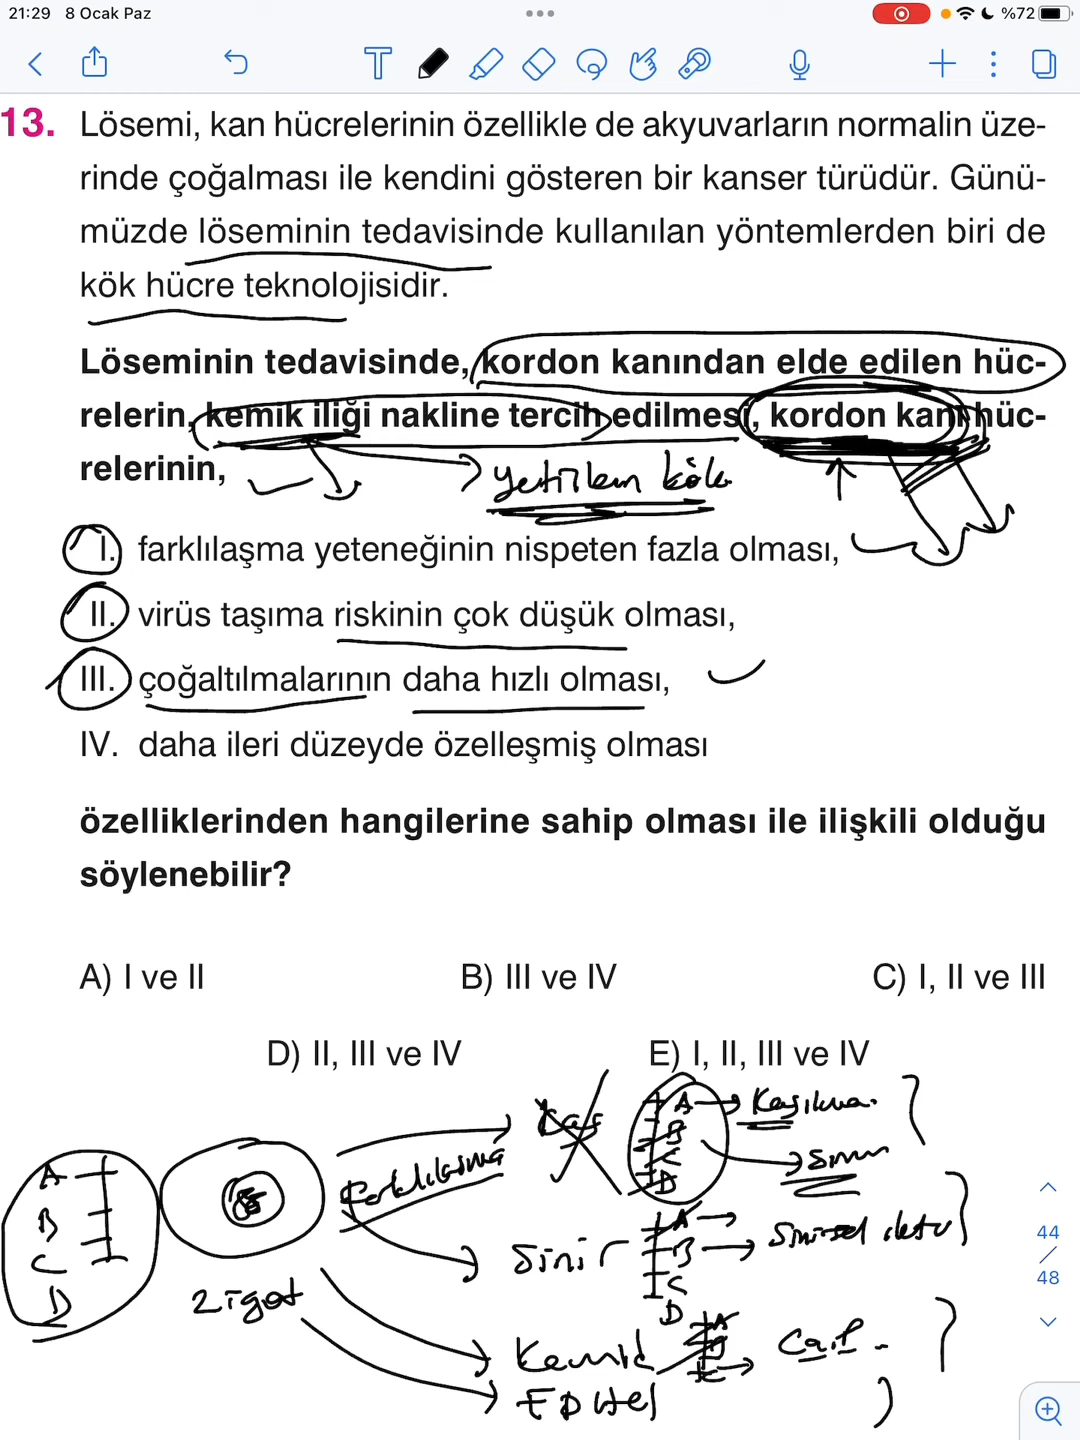 21:29 8 Ocak Paz
%72
T
13. Lösemi, kan hücrelerinin özellikle de akyuvarların normalin üze-
rinde çoğalması ile kendini gösteren bir kanser türüdür. Günü-
müzde löseminin tedavisinde kullanılan yöntemlerden biri de
kök hücre teknolojisidir.
Löseminin tedavisinde, kordon kanından elde edilen hüc-
relerin, kemik iliği nakline tercih edilmesi, kordon kanı hüc-
relerinin,
yetişkin kök
I. farklılaşma yeteneğinin nispeten fazla olması,
II. virüs taşıma riskinin çok düşük olması,
III. çoğaltılmalarının daha hızlı olması,
IV. daha ileri düzeyde özelleşmiş olması
özelliklerinden hangilerine sahip olması ile ilişkili olduğu
söylenebilir?
A) I ve II B) III ve IV C) I, II ve III
D) II, III ve IV E) I, II, III ve IV
Kas A Kasılma.
B
C Sinir
D
Farklılaşma
A
B
C
D
Zigot
Sinir A
B Sinirsel
C
D
Kemik A
Epitel
44
/
48